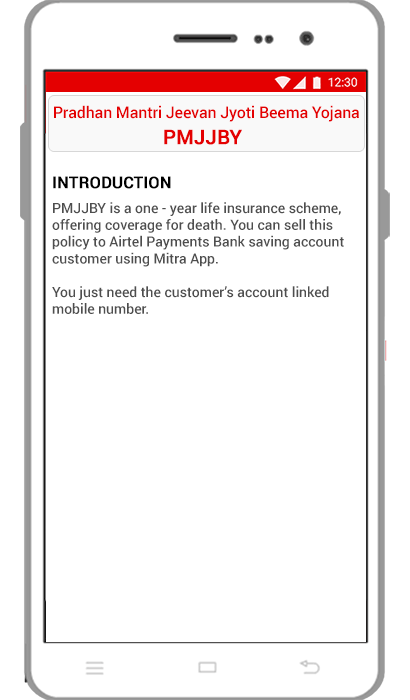 12:30
Pradhan Mantri Jeevan Jyoti Beema Yojana
PMJJBY
INTRODUCTION
PMJJBY is a one - year life insurance scheme,
offering coverage for death. You can sell this
policy to Airtel Payments Bank saving account
customer using Mitra App.
You just need the customer's account linked
mobile number.